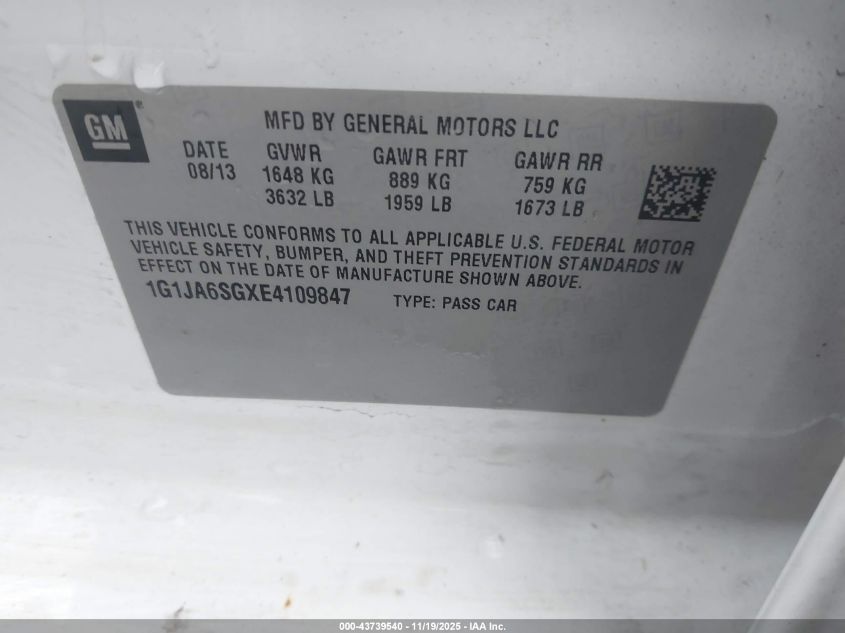 GM
MFD BY GENERAL MOTORS LLC
DATE GVWR GAWR FRT GAWR RR
08/13 1648 KG 889 KG 759 KG
3632 LB 1959 LB 1673 LB
THIS VEHICLE CONFORMS TO ALL APPLICABLE U.S. FEDERAL MOTOR
VEHICLE SAFETY, BUMPER, AND THEFT PREVENTION STANDARDS IN
EFFECT ON THE DATE OF MANUFACTURE SHOWN ABOVE.
1G1JA6SGXE4109847 TYPE: PASS CAR
000-43739540 - 11/19/2025 - IAA Inc.